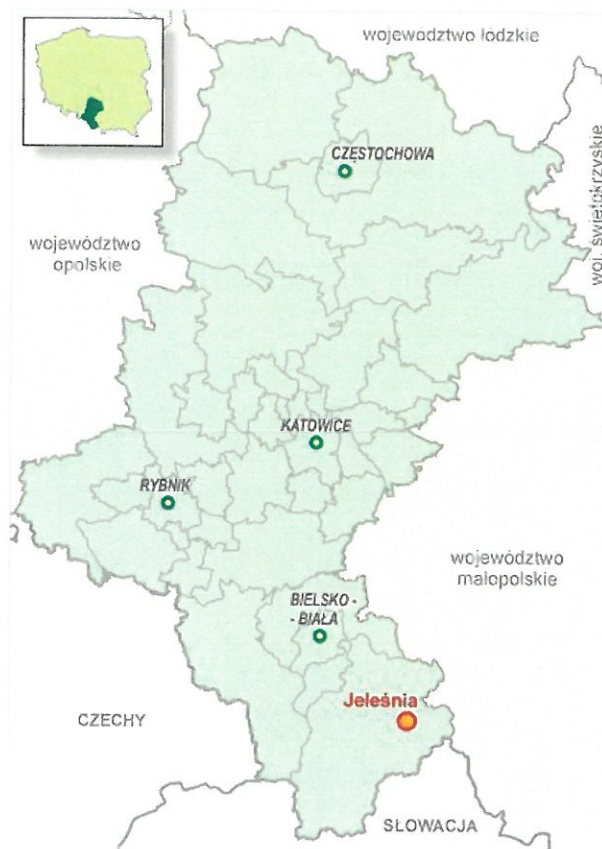 województwo łódzkie
CZĘSTOCHOWA
woj. świętokrzyskie
województwo
opolskie
KATOWICE
RYBNIK
województwo
małopolskie
BIELSKO -
- BIAŁA
Jeleśnia
CZECHY
SŁOWACJA